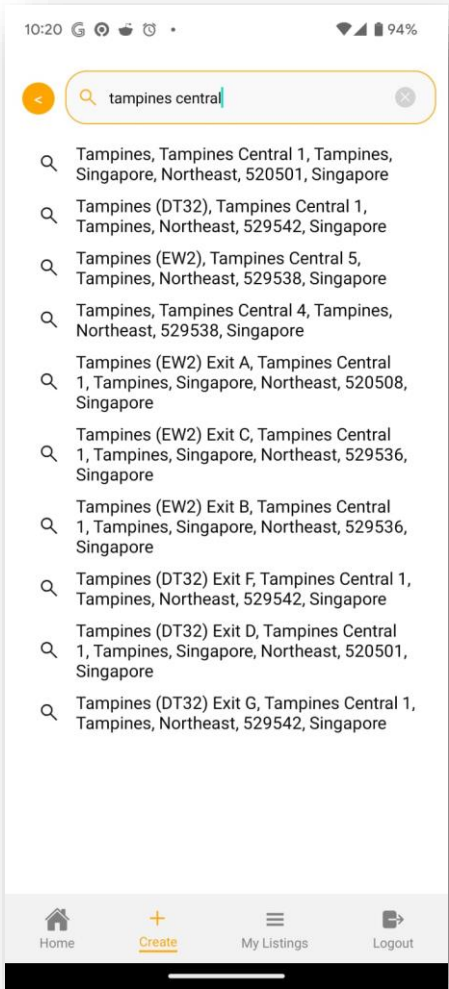 10:20
94%
<
tampines central
Tampines, Tampines Central 1, Tampines,
Singapore, Northeast, 520501, Singapore
Tampines (DT32), Tampines Central 1,
Tampines, Northeast, 529542, Singapore
Tampines (EW2), Tampines Central 5,
Tampines, Northeast, 529538, Singapore
Tampines, Tampines Central 4, Tampines,
Northeast, 529538, Singapore
Tampines (EW2) Exit A, Tampines Central
1, Tampines, Singapore, Northeast, 520508,
Singapore
Tampines (EW2) Exit C, Tampines Central
1, Tampines, Singapore, Northeast, 529536,
Singapore
Tampines (EW2) Exit B, Tampines Central
1, Tampines, Singapore, Northeast, 529536,
Singapore
Tampines (DT32) Exit F, Tampines Central 1,
Tampines, Northeast, 529542, Singapore
Tampines (DT32) Exit D, Tampines Central
1, Tampines, Singapore, Northeast, 520501,
Singapore
Tampines (DT32) Exit G, Tampines Central 1,
Tampines, Northeast, 529542, Singapore
Home
Create
My Listings
Logout